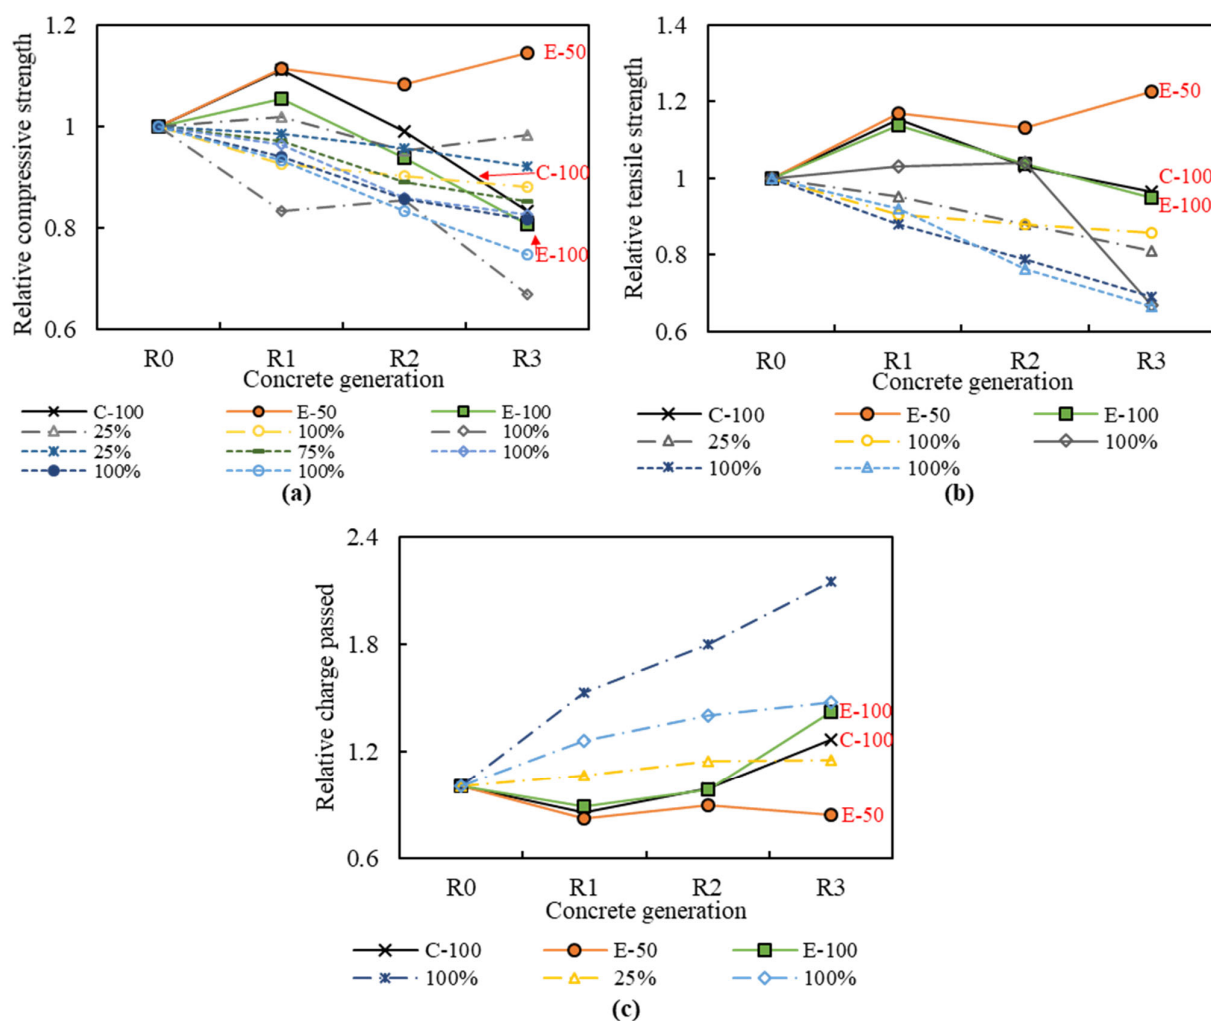 Relative compressive strength
1.2
1
0.8
0.6
E-50
C-100
E-100
R0 R1 R2 R3
Concrete generation
C-100 E-50 E-100
25% 100% 100%
25% 75% 100%
100% 100%
(a)
Relative tensile strength
1.4
1.2
1
0.8
0.6
E-50
C-100
E-100
R0 R1 R2 R3
Concrete generation
C-100 E-50 E-100
25% 100% 100%
100% 100%
(b)
Relative charge passed
2.4
1.8
1.2
0.6
E-100
C-100
E-50
R0 R1 R2 R3
Concrete generation
C-100 E-50 E-100
100% 25% 100%
(c)